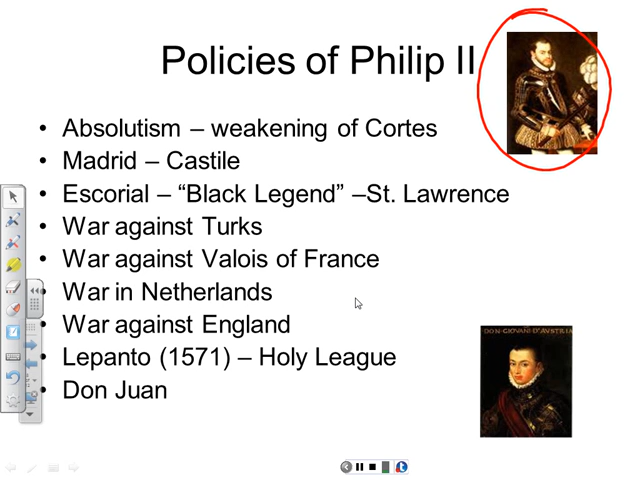 Policies of Philip II
• Absolutism – weakening of Cortes
• Madrid – Castile
• Escorial – “Black Legend” –St. Lawrence
• War against Turks
• War against Valois of France
• War in Netherlands
• War against England
• Lepanto (1571) – Holy League
• Don Juan
DON GIOVANI D'AVSTRIA